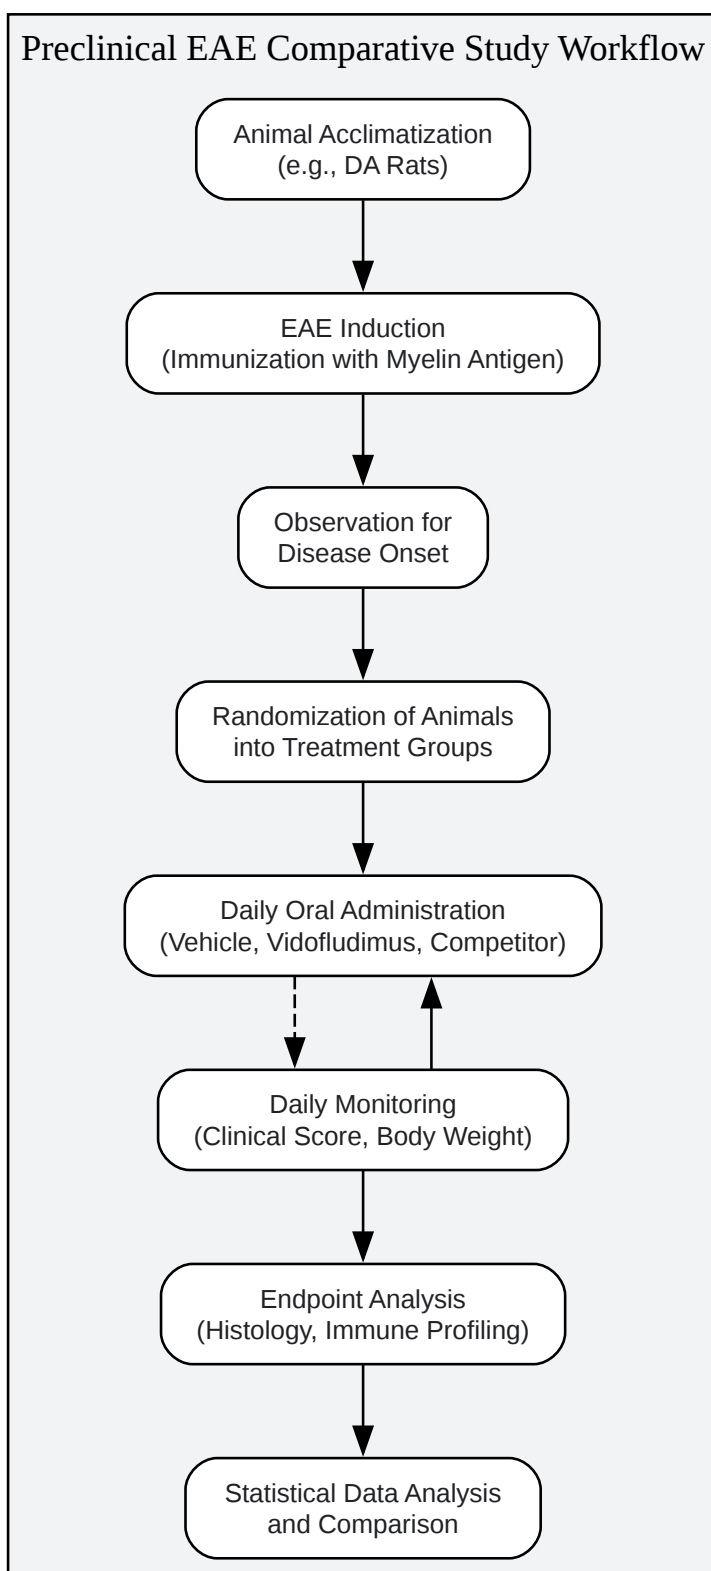 Preclinical EAE Comparative Study Workflow
Animal Acclimatization
(e.g., DA Rats)
EAE Induction
(Immunization with Myelin Antigen)
Observation for
Disease Onset
Randomization of Animals
into Treatment Groups
Daily Oral Administration
(Vehicle, Vidofludimus, Competitor)
Daily Monitoring
(Clinical Score, Body Weight)
Endpoint Analysis
(Histology, Immune Profiling)
Statistical Data Analysis
and Comparison